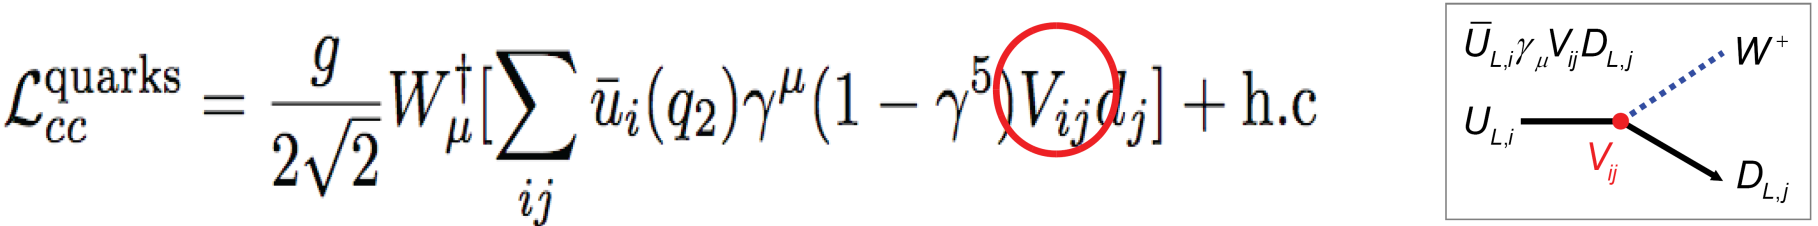 ℒ_cc^quarks = g/(2√2) W_μ^† [∑_ij ū_i(q_2)γ^μ(1 − γ^5)V_ij d_j] + h.c
Ū_L,i γ_μ V_ij D_L,j
W^+
U_L,i
V_ij
D_L,j